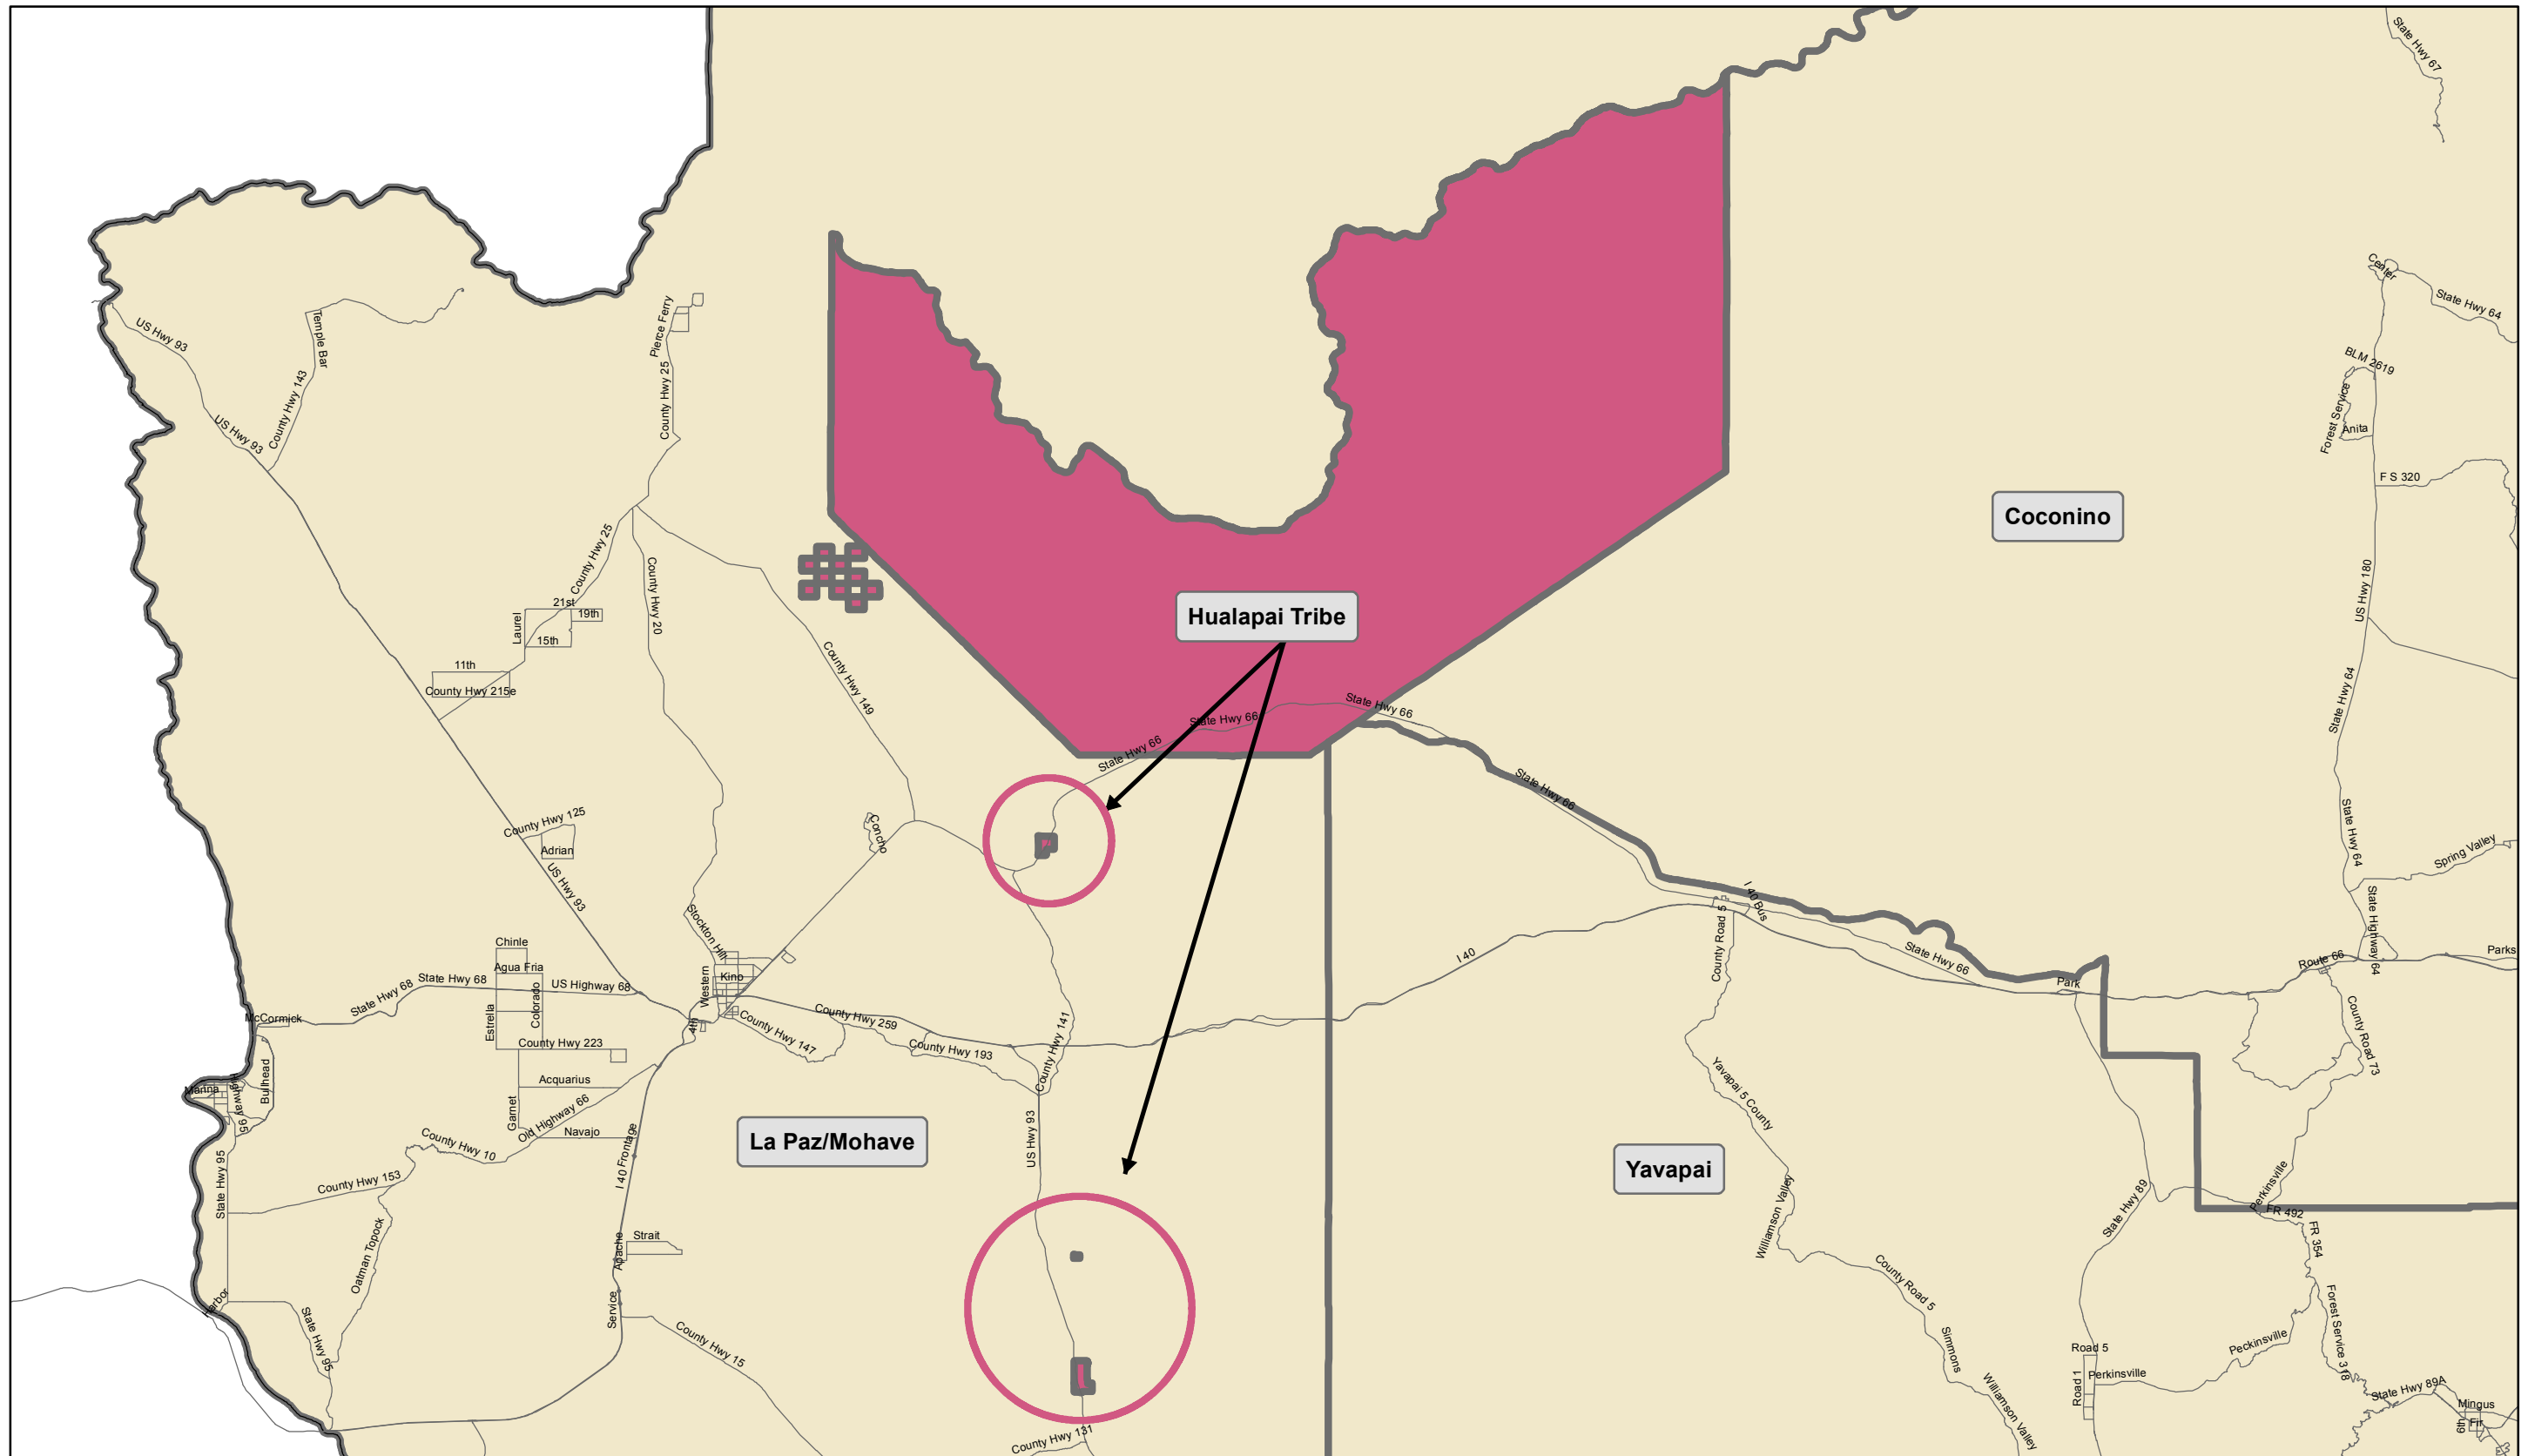 State Hwy 67
Center
State Hwy 64
US Hwy 93
Temple Bar
Pierce Ferry
BLM 2619
County Hwy 143
County Hwy 25
Forest Service
Anita
US Hwy 93
F S 320
Coconino
County Hwy 25
County Hwy 20
US Hwy 180
21st
19th
Laurel
15th
Hualapai Tribe
11th
County Hwy 215e
County Hwy 149
State Hwy 64
State Hwy 66
State Hwy 66
State Hwy 66
State Hwy 66
County Hwy 125
Adrian
Concho
State Hwy 64
Spring Valley
US Hwy 93
I 40 Bus
County Road 5
State Highway 64
Stockton Hill
Chinle
Agua Fria
Western
Kino
I 40
State Hwy 66
Route 66
Parks
State Hwy 68
State Hwy 68
US Highway 68
Park
McCormick
Estrella
Colorado
4th
County Hwy 147
County Hwy 259
County Hwy 193
County Hwy 141
County Road 73
County Hwy 223
Marina
Highway 95
Bullhead
Acquarius
Garnet
Old Highway 66
Navajo
I 40 Frontage
Yavapai 5 County
County Hwy 10
La Paz/Mohave
US Hwy 93
Yavapai
State Hwy 95
County Hwy 153
Williamson Valley
State Hwy 89
Perkinsville
FR 492
FR 354
Oatman Topock
Apache
Strait
County Road 5
Harbor
State Hwy 95
Service
County Hwy 15
Simmons
Forest Service 318
Road 5
Peckinsville
Road 1
Perkinsville
Williamson Valley
State Hwy 89A
Mingus
6th
Fir
County Hwy 131